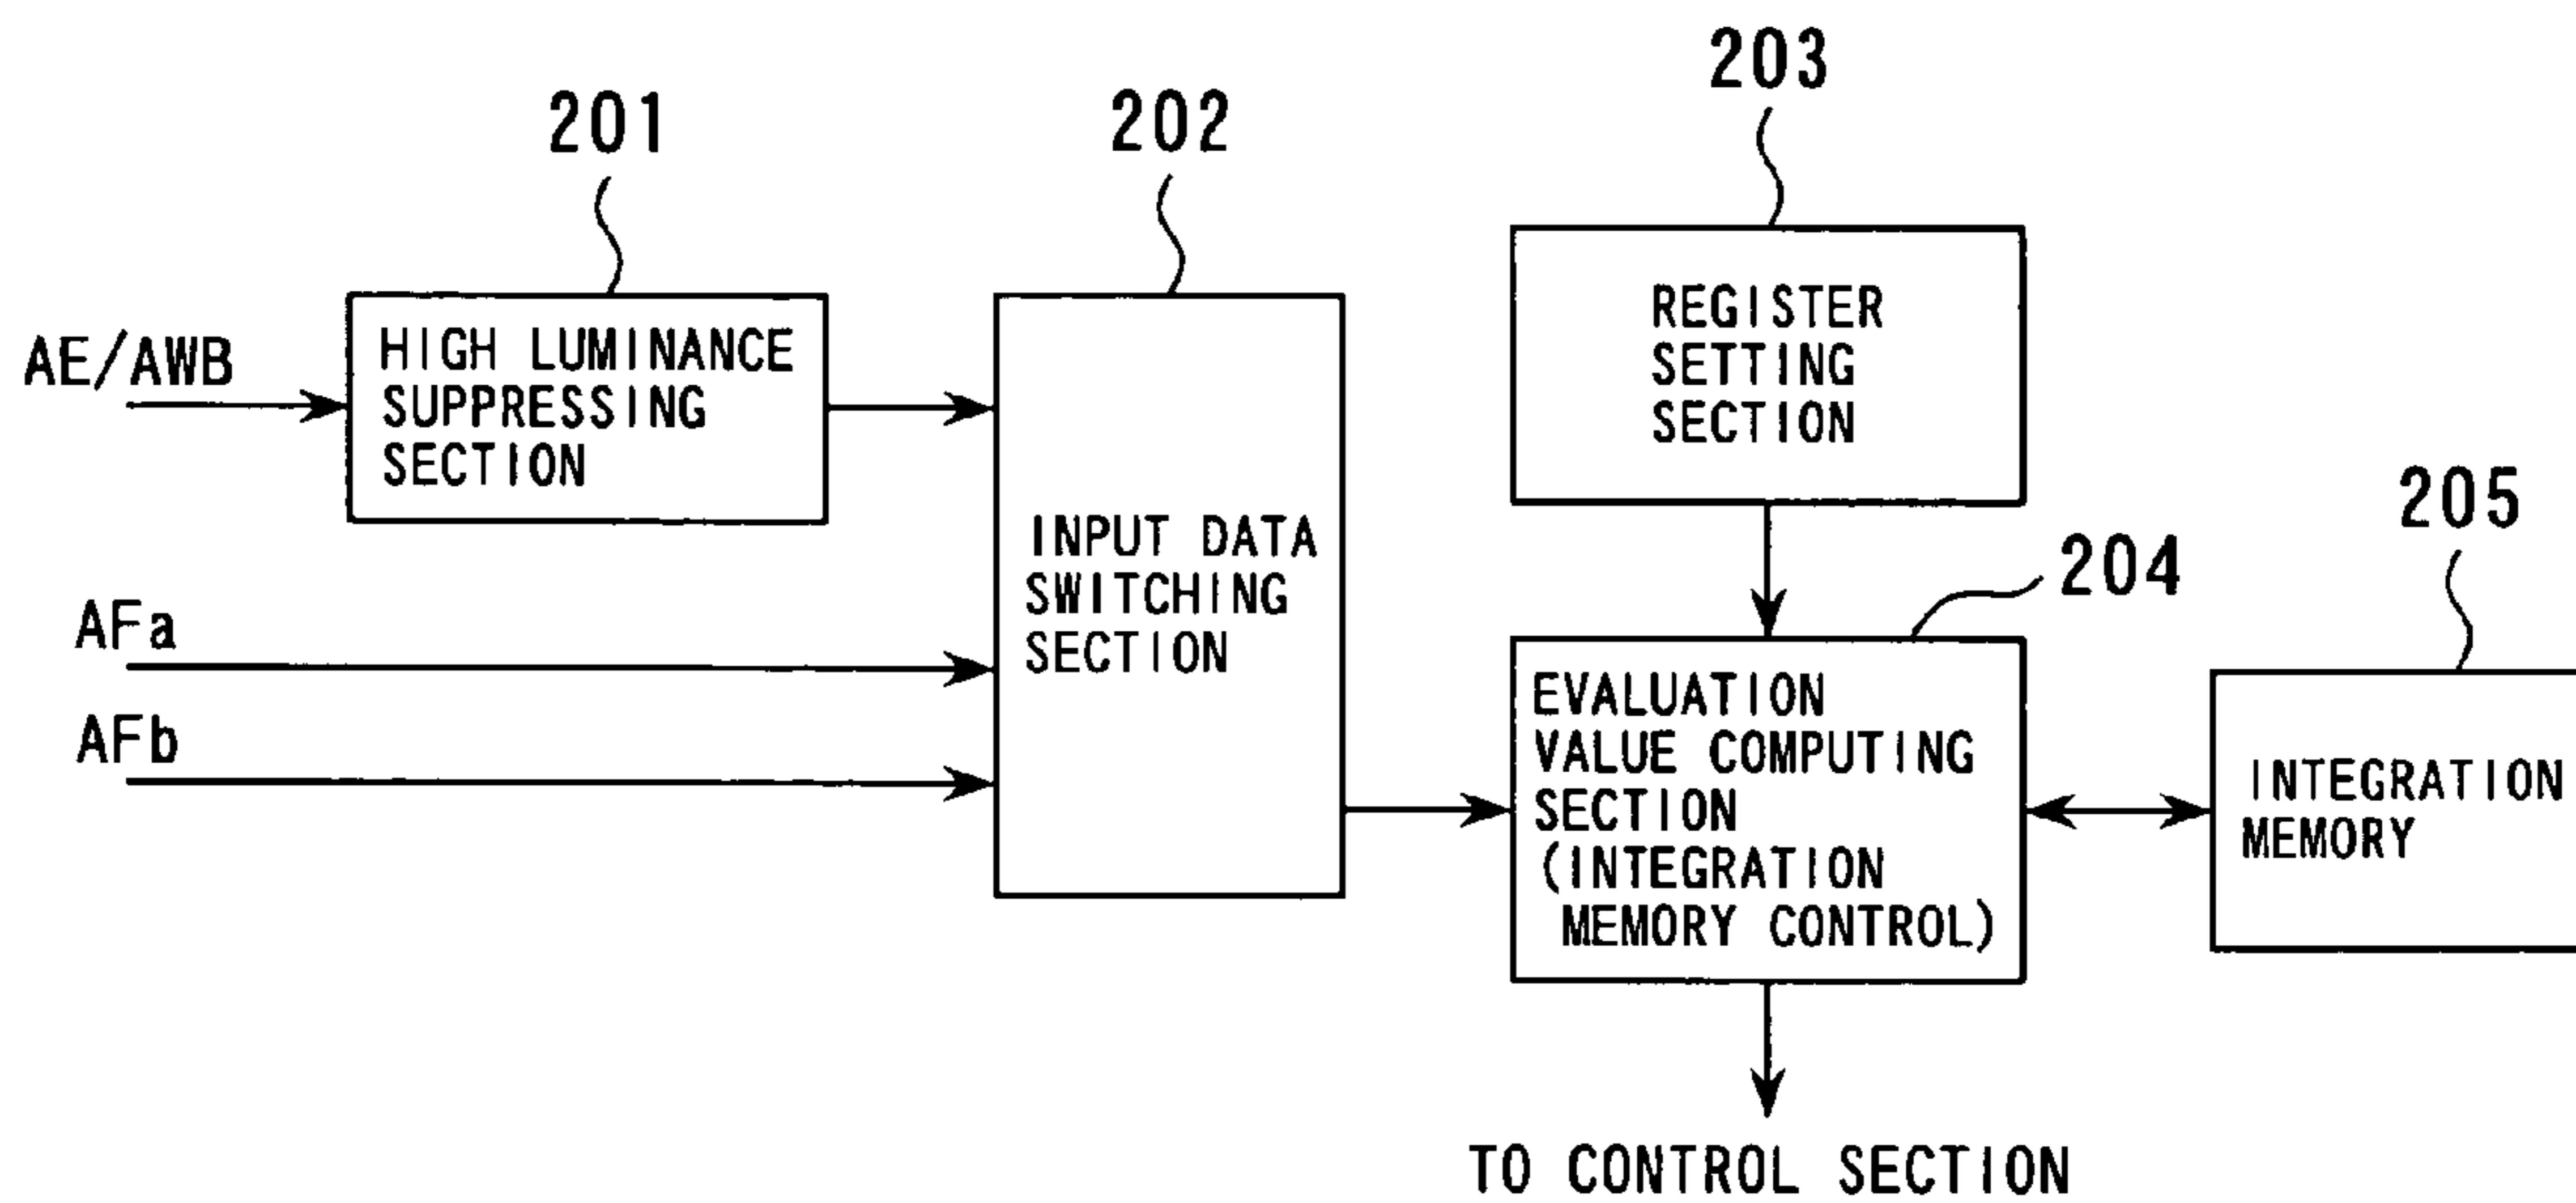 203
201
202
AE/AWB
HIGH LUMINANCE
SUPPRESSING
SECTION
REGISTER
SETTING
SECTION
205
INPUT DATA
SWITCHING
SECTION
204
AFa
AFb
EVALUATION
VALUE COMPUTING
SECTION
(INTEGRATION
MEMORY CONTROL)
INTEGRATION
MEMORY
TO CONTROL SECTION